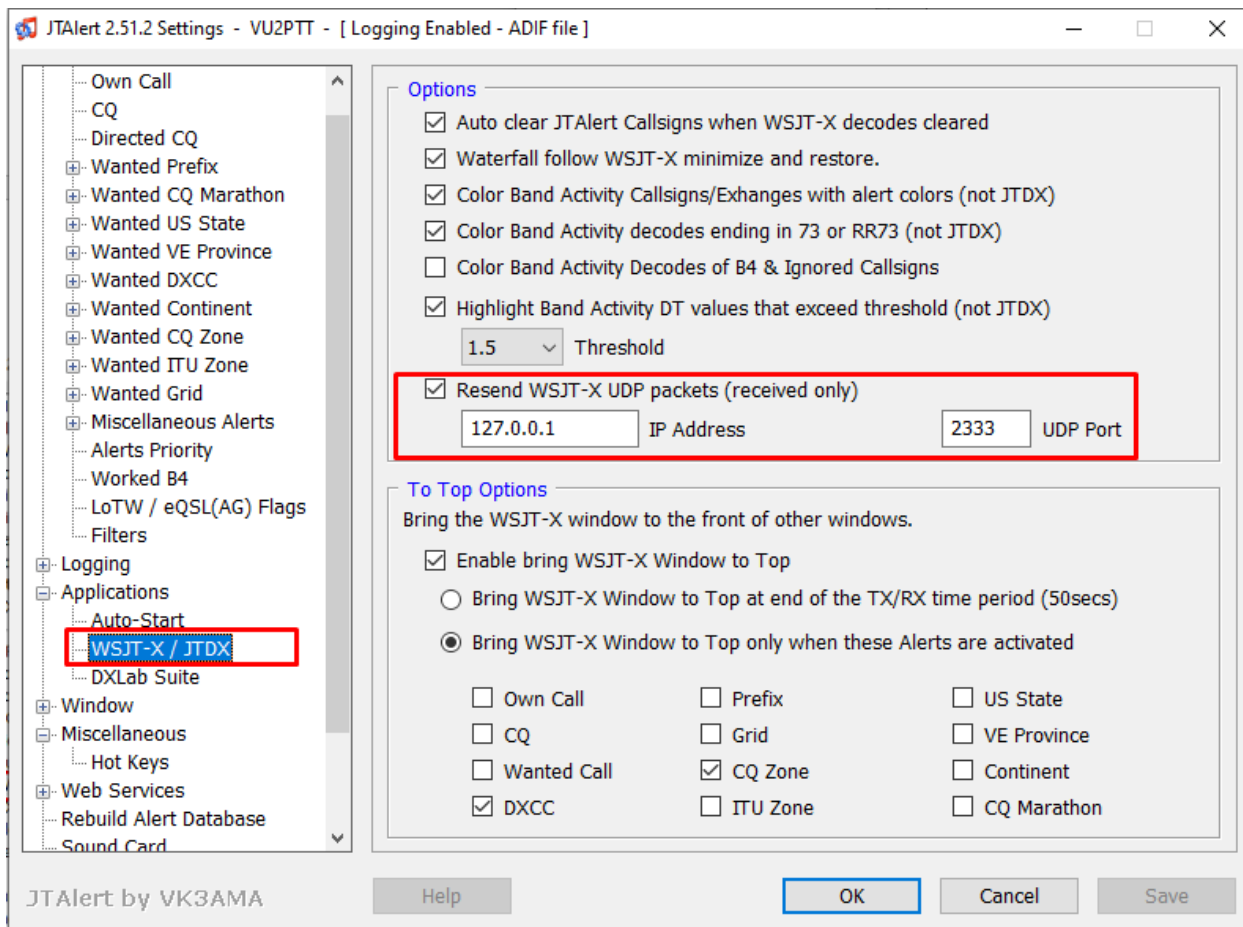 JTAlert 2.51.2 Settings - VU2PTT - [ Logging Enabled - ADIF file ]
Own Call
CQ
Directed CQ
Wanted Prefix
Wanted CQ Marathon
Wanted US State
Wanted VE Province
Wanted DXCC
Wanted Continent
Wanted CQ Zone
Wanted ITU Zone
Wanted Grid
Miscellaneous Alerts
Alerts Priority
Worked B4
LoTW / eQSL(AG) Flags
Filters
Logging
Applications
Auto-Start
WSJT-X / JTDX
DXLab Suite
Window
Miscellaneous
Hot Keys
Web Services
Rebuild Alert Database
Sound Card
Options
Auto clear JTAlert Callsigns when WSJT-X decodes cleared
Waterfall follow WSJT-X minimize and restore.
Color Band Activity Callsigns/Exhanges with alert colors (not JTDX)
Color Band Activity decodes ending in 73 or RR73 (not JTDX)
Color Band Activity Decodes of B4 & Ignored Callsigns
Highlight Band Activity DT values that exceed threshold (not JTDX)
1.5 Threshold
Resend WSJT-X UDP packets (received only)
127.0.0.1 IP Address 2333 UDP Port
To Top Options
Bring the WSJT-X window to the front of other windows.
Enable bring WSJT-X Window to Top
Bring WSJT-X Window to Top at end of the TX/RX time period (50secs)
Bring WSJT-X Window to Top only when these Alerts are activated
Own Call Prefix US State
CQ Grid VE Province
Wanted Call CQ Zone Continent
DXCC ITU Zone CQ Marathon
JTAlert by VK3AMA Help OK Cancel Save